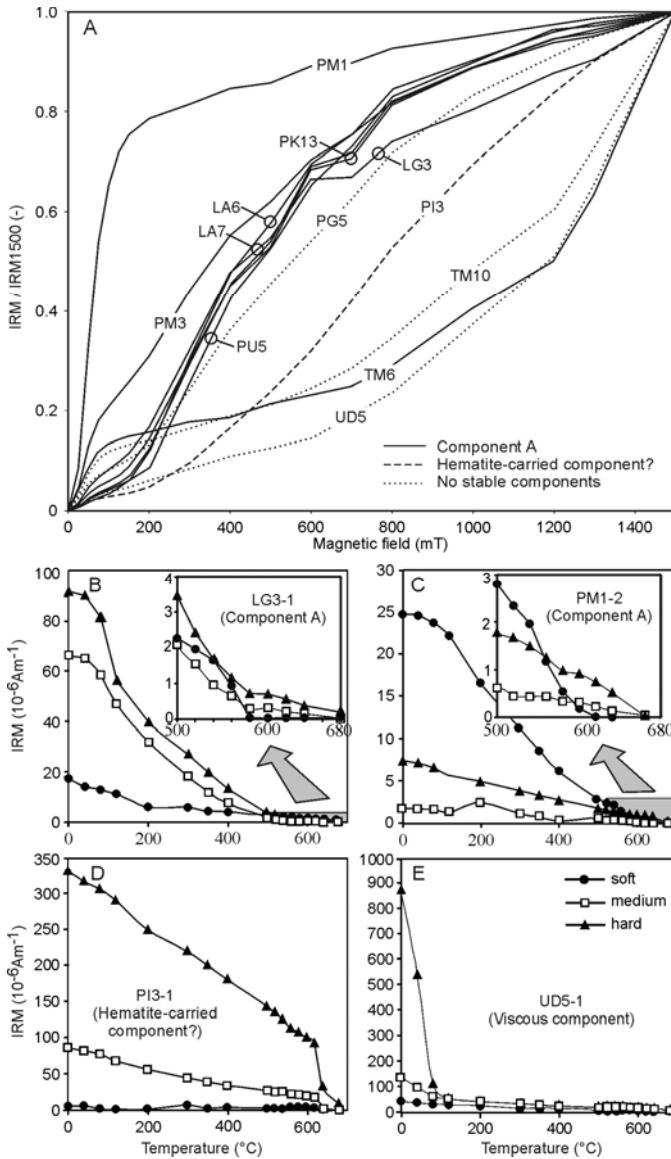 A
1.0
0.8
0.6
0.4
0.2
0
IRM / IRM1500 (-)
PM1
PK13
LG3
LA6
LA7
PG5
PI3
PM3
PU5
TM10
TM6
UD5
Component A
Hematite-carried component?
No stable components
0 200 400 600 800 1000 1200 1400
Magnetic field (mT)
B
100
80
60
40
20
0
IRM (10-6Am-1)
4
3
2
1
0
LG3-1
(Component A)
500 680
0 200 400 600
C
30
25
20
15
10
5
0
3
2
1
0
PM1-2
(Component A)
500 680
0 200 400 600
D
350
300
250
200
150
100
50
0
IRM (10-6Am-1)
PI3-1
(Hematite-carried
component?)
0 200 400 600
Temperature (°C)
E
1000
900
800
700
600
500
400
300
200
100
0
soft
medium
hard
UD5-1
(Viscous component)
0 200 400 600
Temperature (°C)